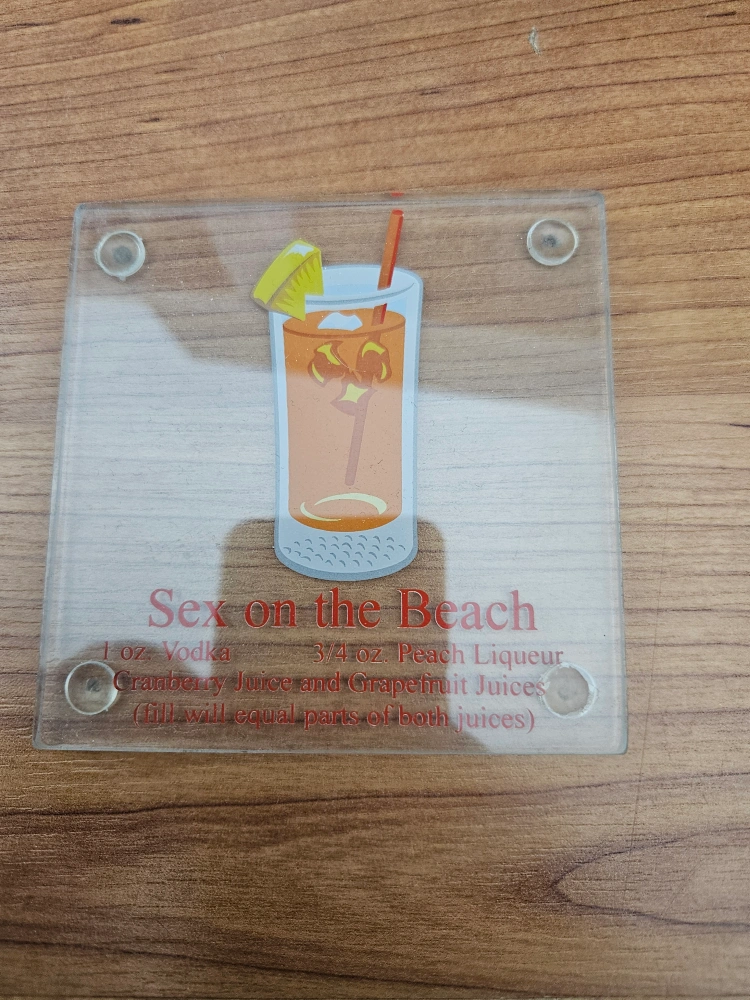 Sex on the Beach
1 oz. Vodka 3/4 oz. Peach Liqueur
Cranberry Juice and Grapefruit Juices
(fill will equal parts of both juices)